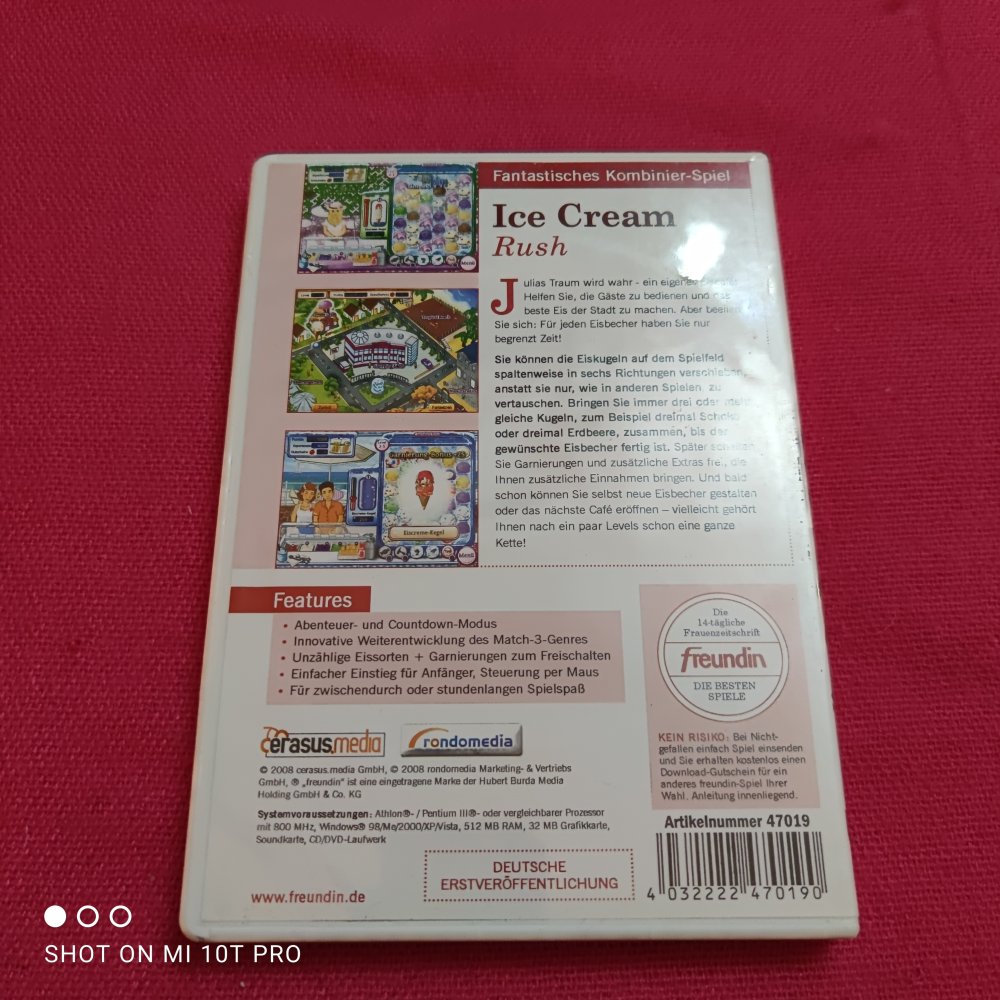 Fantastisches Kombinier-Spiel
Ice Cream
Rush
Julias Traum wird wahr - ein
Helfen Sie, die Gäste zu bedienen und das
beste Eis der Stadt zu machen. Aber beeilen
Sie sich: Für jeden Eisbecher haben Sie nur
begrenzt Zeit!
Sie können die Eiskugeln auf dem Spielfeld
spaltenweise in sechs Richtungen verschieben,
anstatt sie nur, wie in anderen Spielen, zu
vertauschen. Bringen Sie immer drei oder mehr
gleiche Kugeln, zum Beispiel dreimal Schoko
oder dreimal Erdbeere, zusammen, bis der
gewünschte Eisbecher fertig ist. Später schalten
Sie Garnierungen und zusätzliche Extras frei, die
Ihnen zusätzliche Einnahmen bringen. Und bald
schon können Sie selbst neue Eisbecher gestalten
oder das nächste Café eröffnen – vielleicht gehört
Ihnen nach ein paar Levels schon eine ganze
Kette!
Menü
Garnierung-Bonus +25
Eiscreme-Kegel
Menü
Features
• Abenteuer- und Countdown-Modus
• Innovative Weiterentwicklung des Match-3-Genres
• Unzählige Eissorten + Garnierungen zum Freischalten
• Einfacher Einstieg für Anfänger, Steuerung per Maus
• Für zwischendurch oder stundenlangen Spielspaß
Die
14-tägliche
Frauenzeitschrift
freundin
DIE BESTEN
SPIELE
KEIN RISIKO: Bei Nicht-
gefallen einfach Spiel einsenden
und Sie erhalten kostenlos einen
Download-Gutschein für ein
anderes freundin-Spiel Ihrer
Wahl. Anleitung innenliegend.
cerasus.media
rondomedia
© 2008 cerasus.media GmbH, © 2008 rondomedia Marketing- & Vertriebs
GmbH, ® „freundin" ist eine eingetragene Marke der Hubert Burda Media
Holding GmbH & Co. KG
Systemvoraussetzungen: Athlon®- / Pentium III®- oder vergleichbarer Prozessor
mit 800 MHz, Windows® 98/Me/2000/XP/Vista, 512 MB RAM, 32 MB Grafikkarte,
Soundkarte, CD/DVD-Laufwerk
Artikelnummer 47019
4 032222 470190
DEUTSCHE
ERSTVERÖFFENTLICHUNG
www.freundin.de
SHOT ON MI 10T PRO